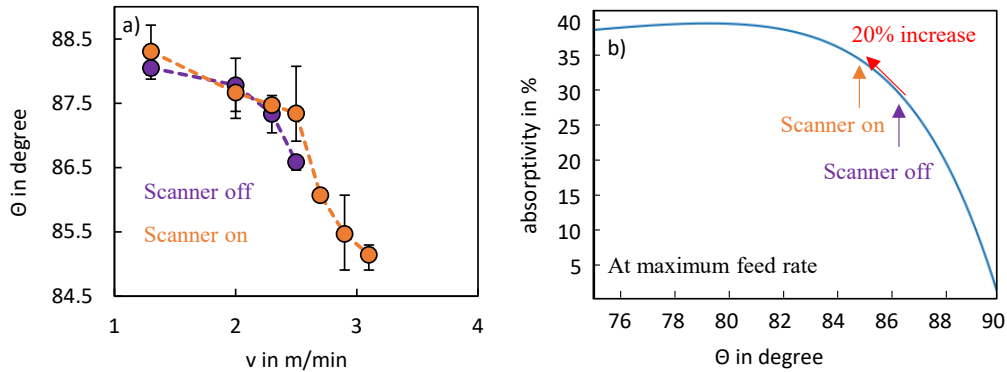 a)
88.5
87.5
86.5
85.5
84.5
Θ in degree
Scanner off
Scanner on
1
2
3
4
v in m/min
b)
40
35
30
25
40
15
10
5
absorptivity in %
20% increase
Scanner on
Scanner off
At maximum feed rate
76
78
80
82
84
86
88
90
Θ in degree